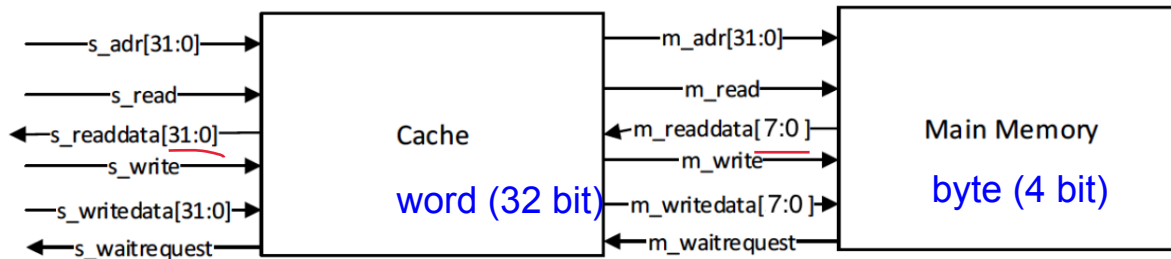 s_adr[31:0]
s_read
s_readdata[31:0]
s_write
s_writedata[31:0]
s_waitrequest
Cache
word (32 bit)
m_adr[31:0]
m_read
m_readdata[7:0]
m_write
m_writedata[7:0]
m_waitrequest
Main Memory
byte (4 bit)